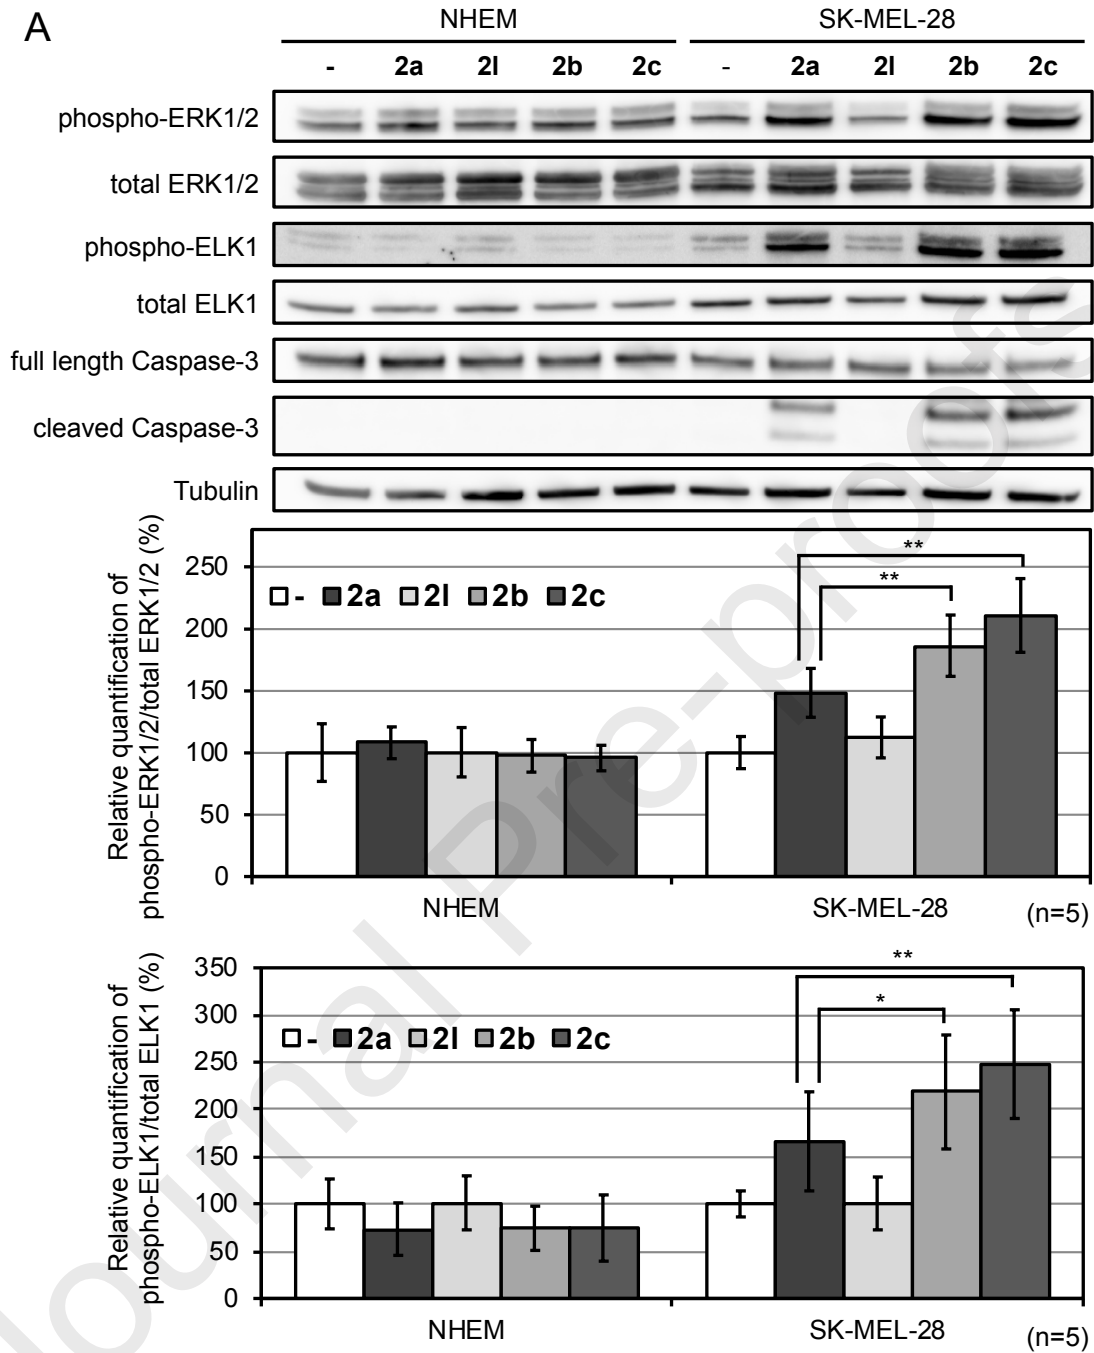 A
NHEM SK-MEL-28
- 2a 2l 2b 2c - 2a 2l 2b 2c
phospho-ERK1/2
total ERK1/2
phospho-ELK1
total ELK1
full length Caspase-3
cleaved Caspase-3
Tubulin
Relative quantification of
phospho-ERK1/2/total ERK1/2 (%)
250
200
150
100
50
0
- 2a 2l 2b 2c
**
**
NHEM SK-MEL-28
(n=5)
Relative quantification of
phospho-ELK1/total ELK1 (%)
350
300
250
200
150
100
50
0
- 2a 2l 2b 2c
**
*
NHEM SK-MEL-28
(n=5)
Journal Pre-proofs